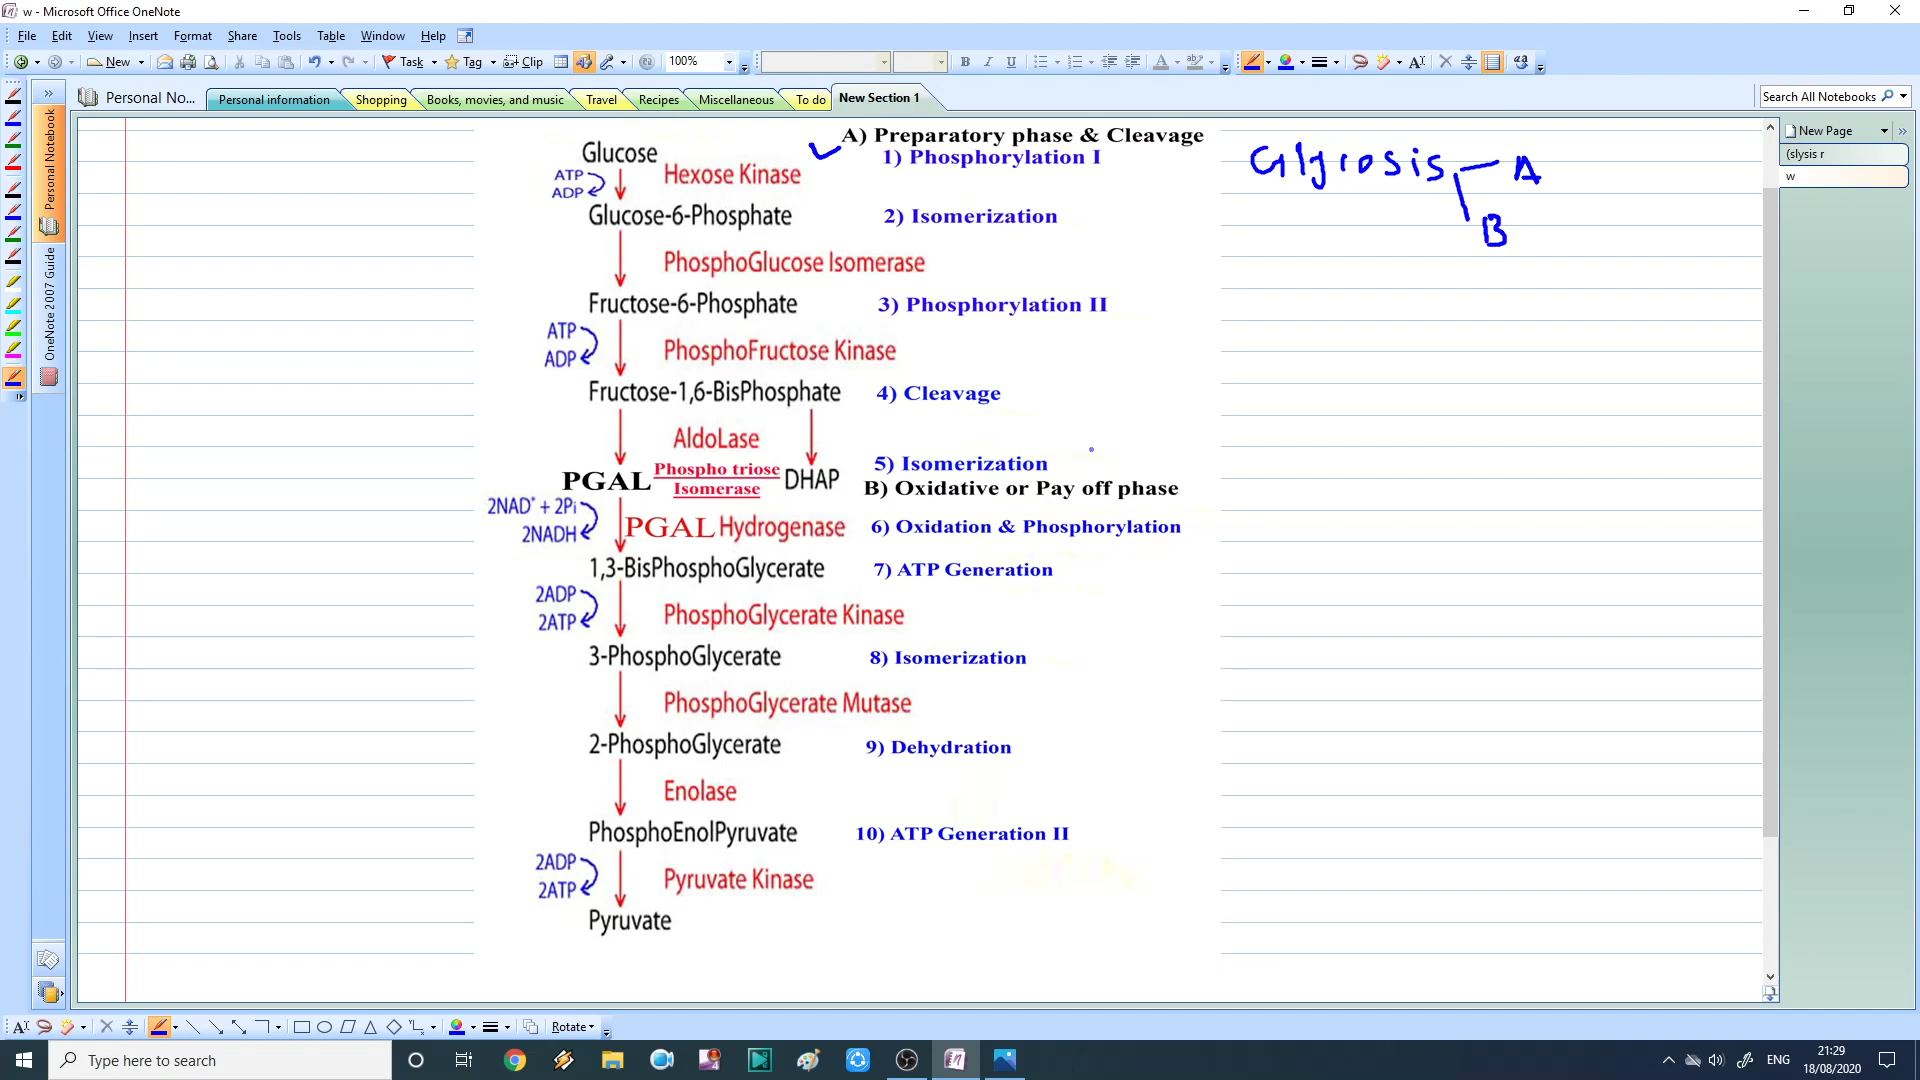 w - Microsoft Office OneNote
File Edit View Insert Format Share Tools Table Window Help
New Task Tag Clip 100% B I U
Personal No... Personal information Shopping Books, movies, and music Travel Recipes Miscellaneous To do New Section 1 Search All Notebooks
New Page
(slysis r
w
Personal Notebook
OneNote 2007 Guide
A) Preparatory phase & Cleavage
Glucose 1) Phosphorylation I
ATP Hexose Kinase
ADP
Glucose-6-Phosphate 2) Isomerization
PhosphoGlucose Isomerase
Fructose-6-Phosphate 3) Phosphorylation II
ATP
ADP PhosphoFructose Kinase
Fructose-1,6-BisPhosphate 4) Cleavage
AldoLase
5) Isomerization
PGAL Phospho triose Isomerase DHAP
B) Oxidative or Pay off phase
2NAD+ + 2Pi
2NADH PGAL Hydrogenase 6) Oxidation & Phosphorylation
1,3-BisPhosphoGlycerate 7) ATP Generation
2ADP
2ATP PhosphoGlycerate Kinase
3-PhosphoGlycerate 8) Isomerization
PhosphoGlycerate Mutase
2-PhosphoGlycerate 9) Dehydration
Enolase
PhosphoEnolPyruvate 10) ATP Generation II
2ADP
2ATP Pyruvate Kinase
Pyruvate
Glycosis A
B
Rotate
Type here to search
ENG
21:29
18/08/2020